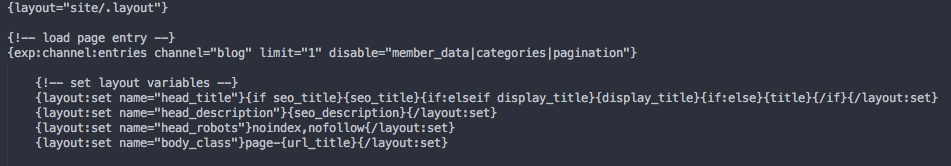 {layout="site/.layout"}
{!-- load page entry --}
{exp:channel:entries channel="blog" limit="1" disable="member_data|categories|pagination"}
{!-- set layout variables --}
{layout:set name="head_title"}{if seo_title}{seo_title}{if:elseif display_title}{display_title}{if:else}{title}{/if}{/layout:set}
{layout:set name="head_description"}{seo_description}{/layout:set}
{layout:set name="head_robots"}noindex,nofollow{/layout:set}
{layout:set name="body_class"}page-{url_title}{/layout:set}